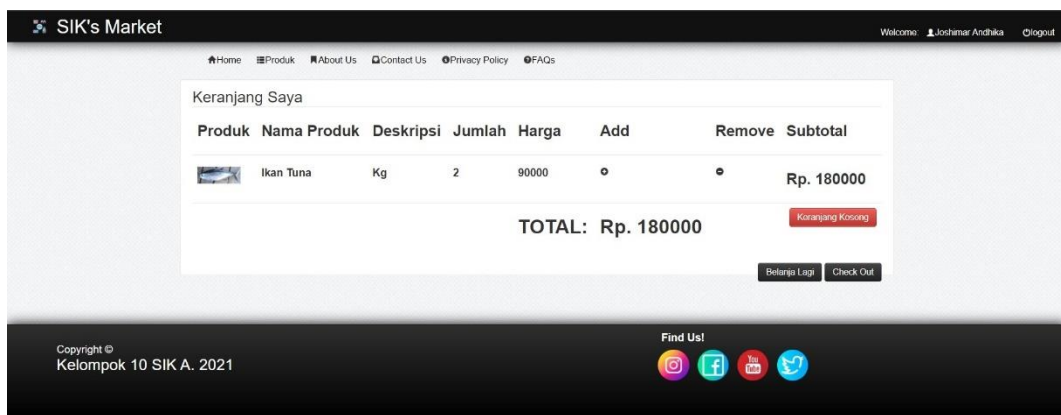 SIK's Market
Welcome: Joshimar Andhika logout
Home Produk About Us Contact Us Privacy Policy FAQs
Keranjang Saya
Produk Nama Produk Deskripsi Jumlah Harga Add Remove Subtotal
Ikan Tuna Kg 2 90000 Rp. 180000
TOTAL: Rp. 180000
Keranjang Kosong
Belanja Lagi Check Out
Find Us!
Copyright ©
Kelompok 10 SIK A. 2021
You
Tube